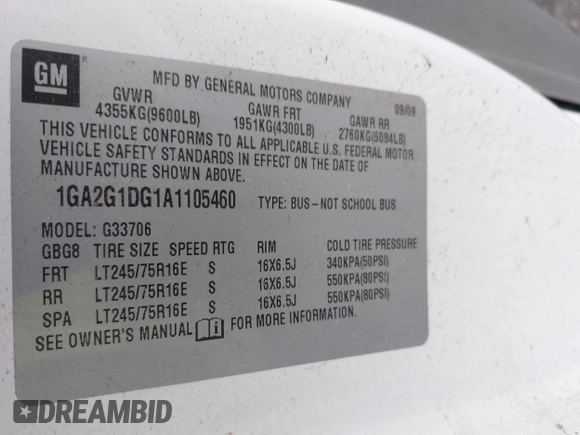 GM
MFD BY GENERAL MOTORS COMPANY 09/09
GVWR GAWR FRT GAWR RR
4355KG(9600LB) 1951KG(4300LB) 2760KG(6084LB)
THIS VEHICLE CONFORMS TO ALL APPLICABLE U.S. FEDERAL MOTOR
VEHICLE SAFETY STANDARDS IN EFFECT ON THE DATE OF
MANUFACTURE SHOWN ABOVE.
1GA2G1DG1A1105460 TYPE: BUS-NOT SCHOOL BUS
MODEL: G33706
GBG8 TIRE SIZE SPEED RTG RIM COLD TIRE PRESSURE
FRT LT245/75R16E S 16X6.5J 340KPA(50PSI)
RR LT245/75R16E S 16X6.5J 550KPA(80PSI)
SPA LT245/75R16E S 16X6.5J 550KPA(80PSI)
SEE OWNER'S MANUAL FOR MORE INFORMATION.
DREAMBID